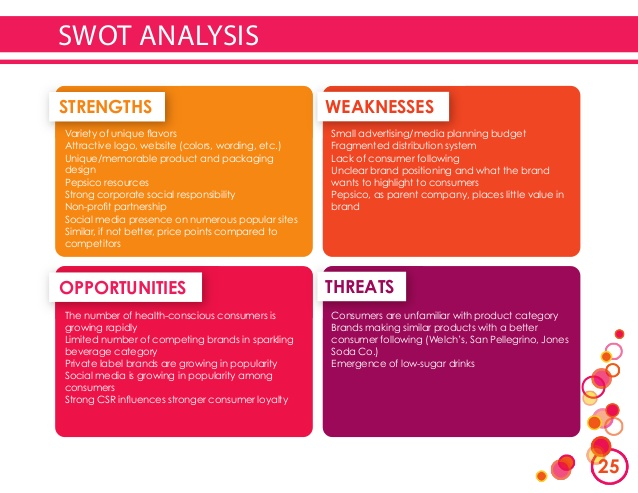 SWOT ANALYSIS
STRENGTHS
Variety of unique flavors
Attractive logo, website (colors, wording, etc.)
Unique/memorable product and packaging
design
Pepsico resources
Strong corporate social responsibility
Non-profit partnership
Social media presence on numerous popular sites
Similar, if not better, price points compared to
competitors
WEAKNESSES
Small advertising/media planning budget
Fragmented distribution system
Lack of consumer following
Unclear brand positioning and what the brand
wants to highlight to consumers
Pepsico, as parent company, places little value in
brand
OPPORTUNITIES
The number of health-conscious consumers is
growing rapidly
Limited number of competing brands in sparkling
beverage category
Private label brands are growing in popularity
Social media is growing in popularity among
consumers
Strong CSR influences stronger consumer loyalty
THREATS
Consumers are unfamiliar with product category
Brands making similar products with a better
consumer following (Welch's, San Pellegrino, Jones
Soda Co.)
Emergence of low-sugar drinks
25